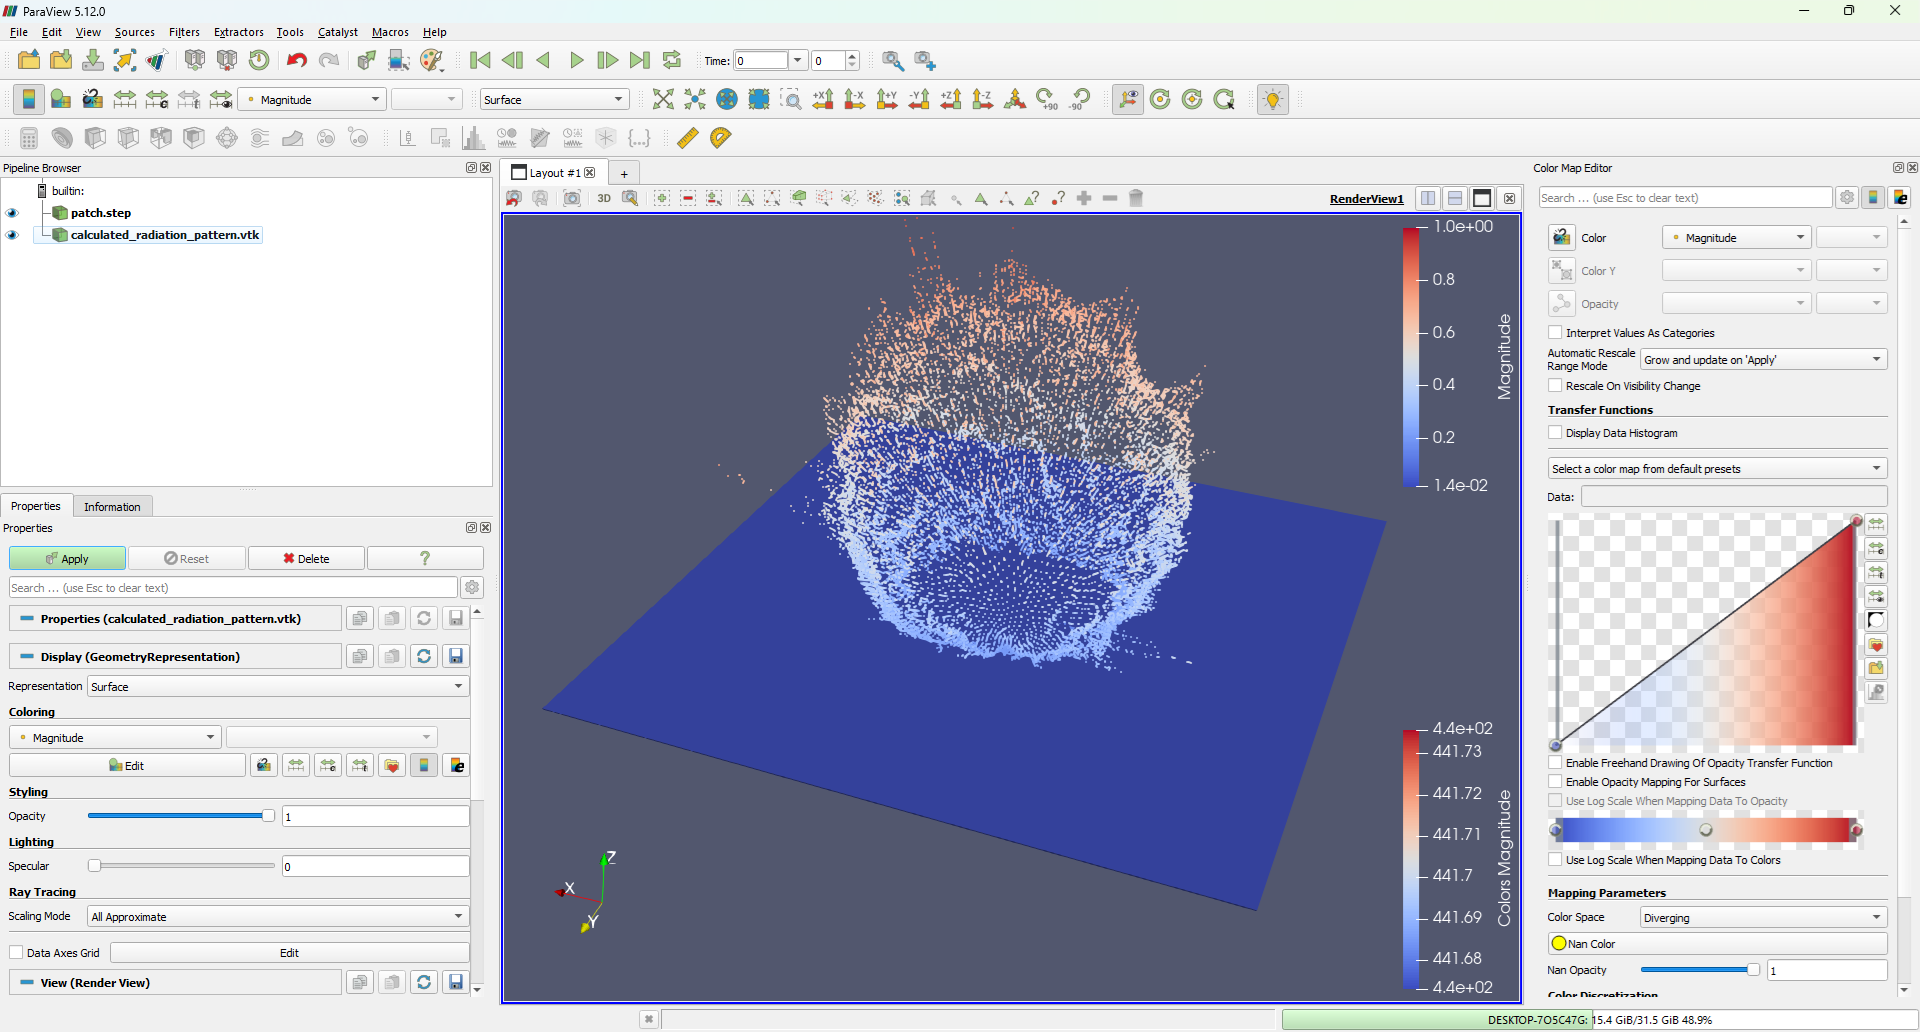 ParaView 5.12.0
File Edit View Sources Filters Extractors Tools Catalyst Macros Help
Time: 0 0
Magnitude Surface +X -X +Y -Y +Z -Z +90 -90
Pipeline Browser
builtin:
patch.step
calculated_radiation_pattern.vtk
Properties Information
Properties
Apply Reset Delete ?
Search ... (use Esc to clear text)
Properties (calculated_radiation_pattern.vtk)
Display (GeometryRepresentation)
Representation Surface
Coloring
Magnitude
Edit
Styling
Opacity 1
Lighting
Specular 0
Ray Tracing
Scaling Mode All Approximate
Data Axes Grid Edit
View (Render View)
Layout #1 +
3D RenderView1
1.0e+00
0.8
0.6
0.4
0.2
1.4e-02
Magnitude
4.4e+02
441.73
441.72
441.71
441.7
441.69
441.68
4.4e+02
Colors Magnitude
Z
X
Y
Color Map Editor
Search ... (use Esc to clear text)
Color Magnitude
Color Y
Opacity
Interpret Values As Categories
Automatic Rescale
Range Mode Grow and update on 'Apply'
Rescale On Visibility Change
Transfer Functions
Display Data Histogram
Select a color map from default presets
Data:
Enable Freehand Drawing Of Opacity Transfer Function
Enable Opacity Mapping For Surfaces
Use Log Scale When Mapping Data To Opacity
Use Log Scale When Mapping Data To Colors
Mapping Parameters
Color Space Diverging
Nan Color
Nan Opacity 1
Color Discretization
DESKTOP-7O5C47G: 15.4 GiB/31.5 GiB 48.9%